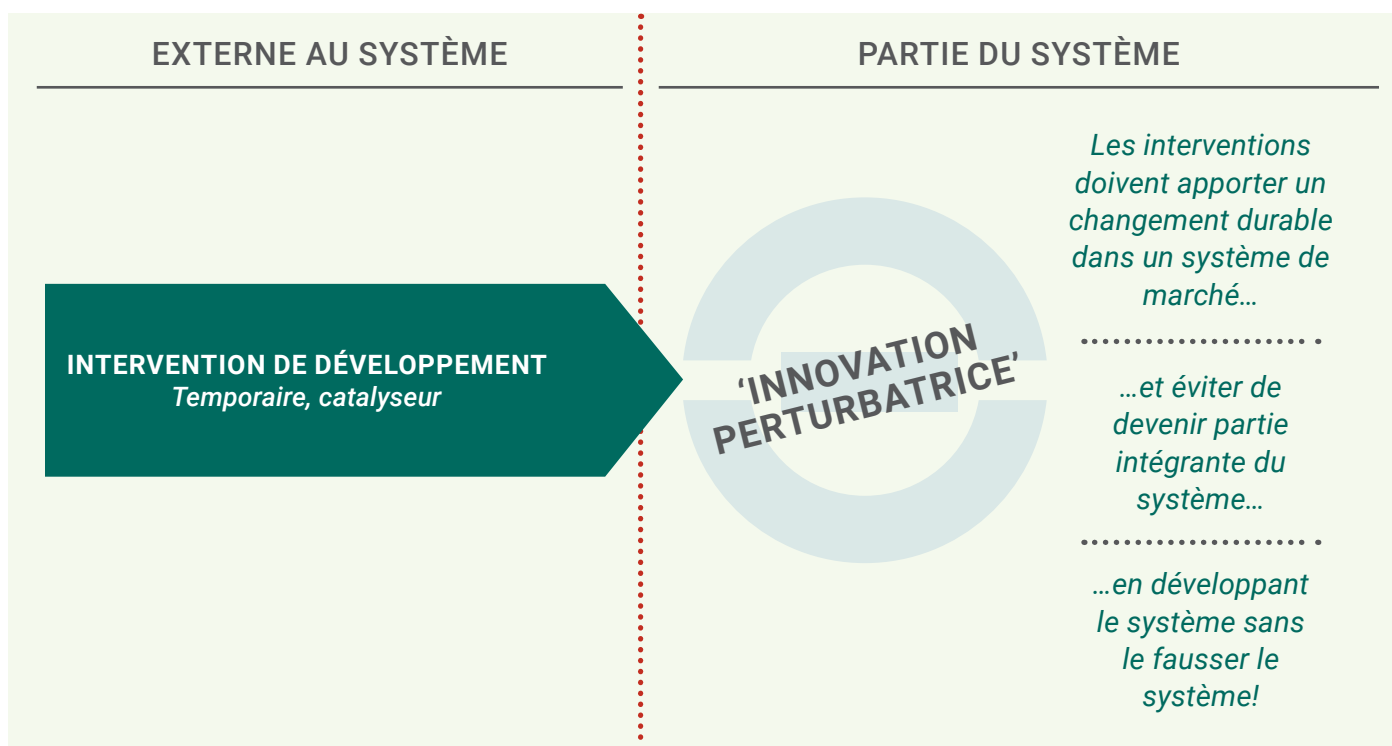 EXTERNE AU SYSTÈME
PARTIE DU SYSTÈME
INTERVENTION DE DÉVELOPPEMENT
Temporaire, catalyseur
‘INNOVATION
PERTURBATRICE’
Les interventions
doivent apporter un
changement durable
dans un système de
marché…
…et éviter de
devenir partie
intégrante du
système…
…en développant
le système sans
le fausser le
système!